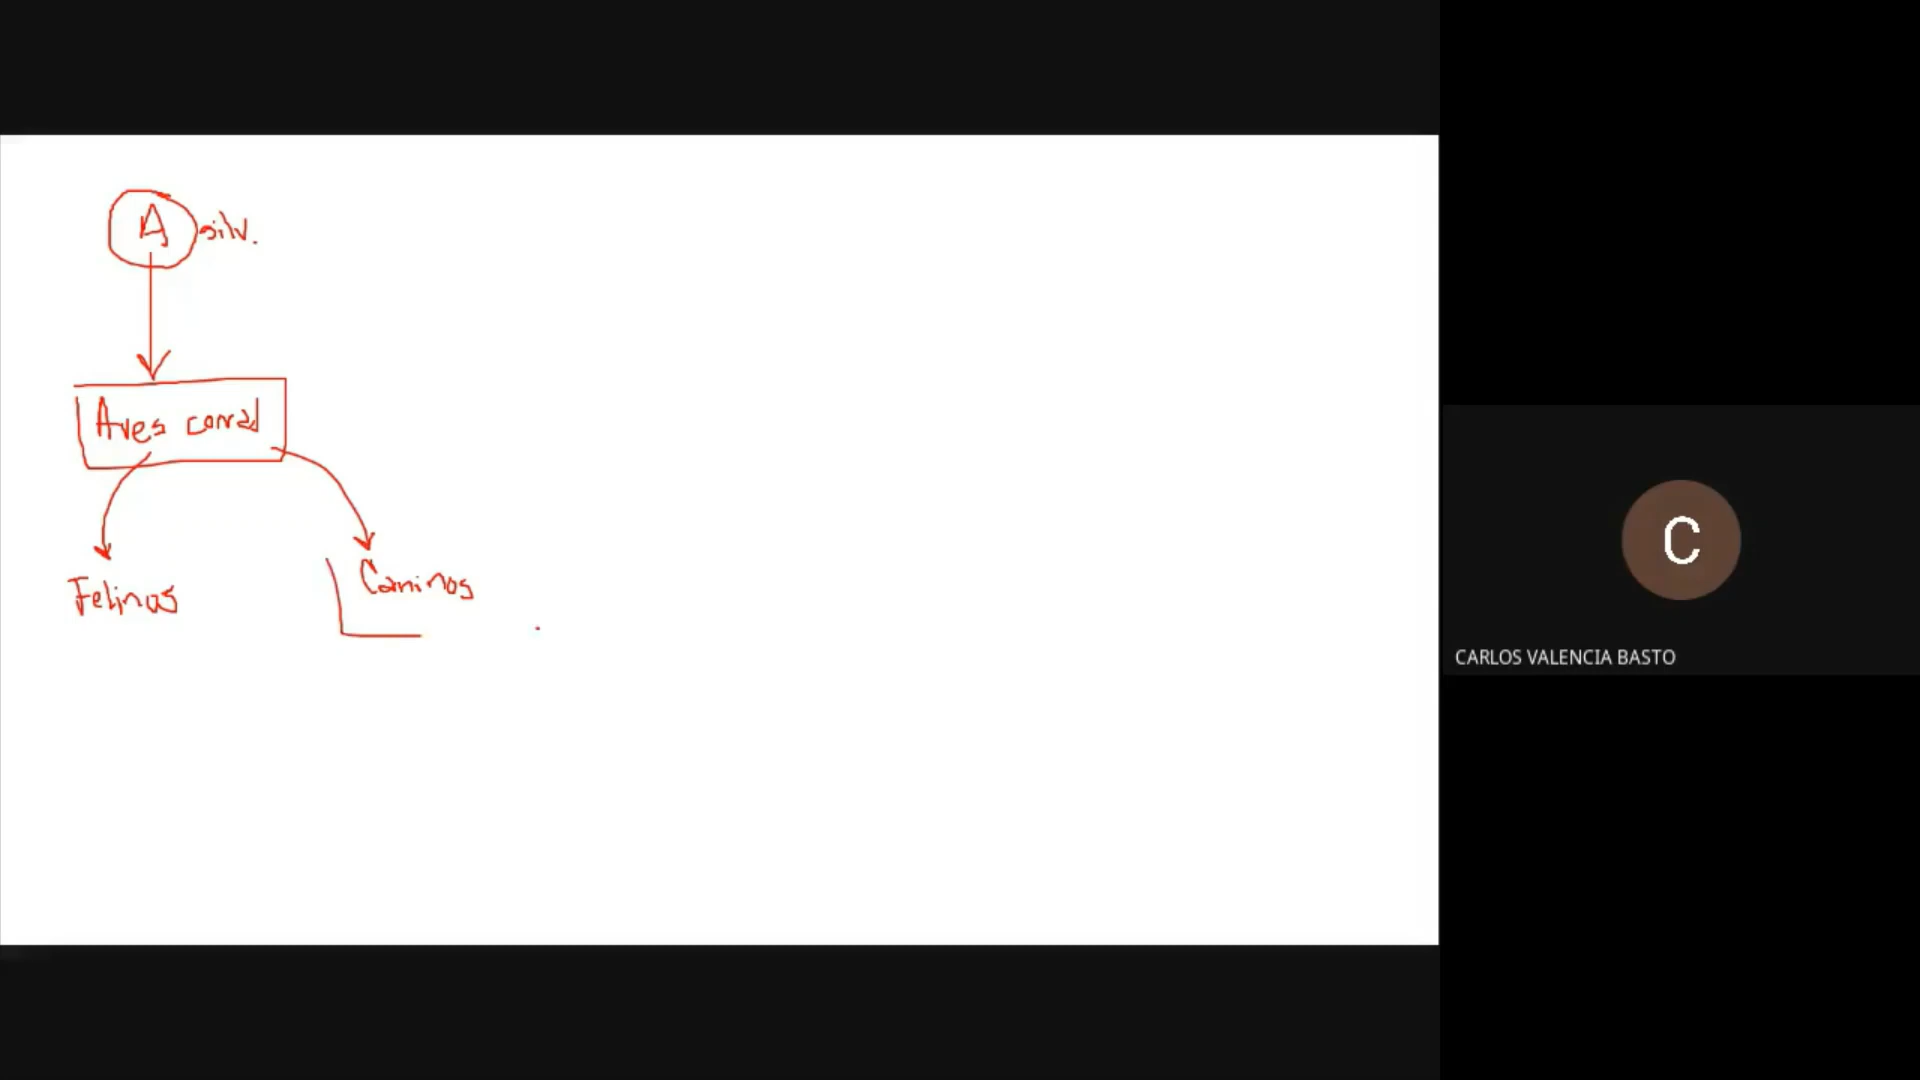 A silv.
Aves corral
Felinos
Caninos
C
CARLOS VALENCIA BASTO